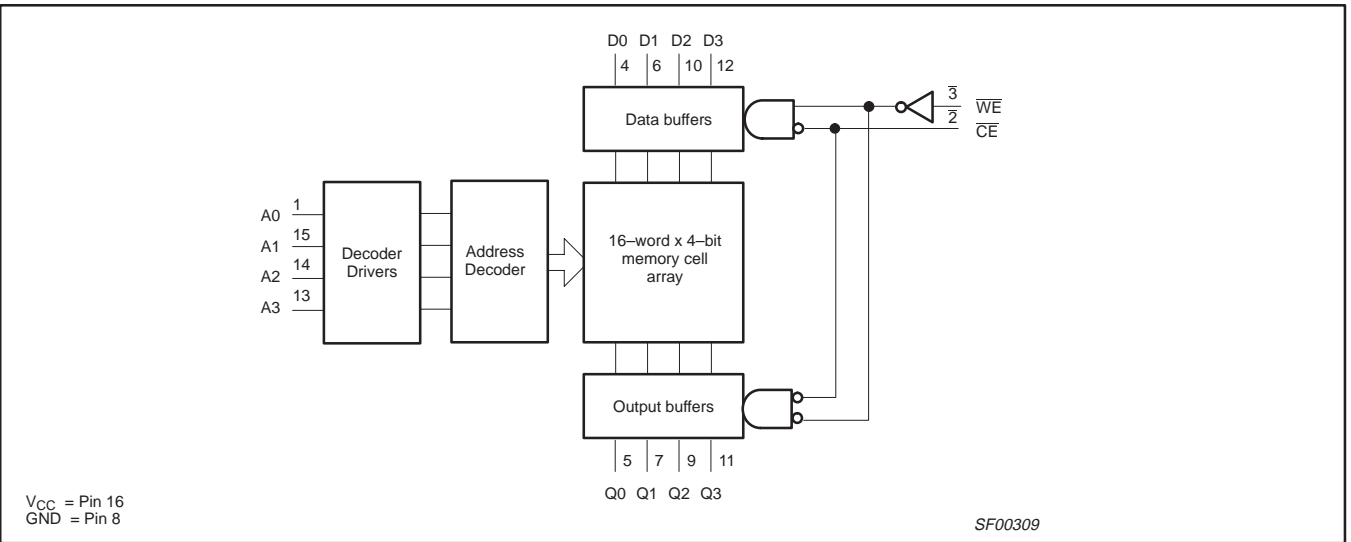 D0 D1 D2 D3
4 6 10 12
Data buffers
3 WE
2 CE
A0 1
A1 15
A2 14
A3 13
Decoder
Drivers
Address
Decoder
16–word x 4–bit
memory cell
array
Output buffers
5 7 9 11
Q0 Q1 Q2 Q3
VCC = Pin 16
GND = Pin 8
SF00309